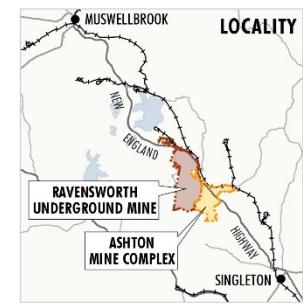 MUSWELLBROOK
LOCALITY
NEW
ENGLAND
RAVENSWORTH
UNDERGROUND MINE
ASHTON
MINE COMPLEX
HIGHWAY
SINGLETON